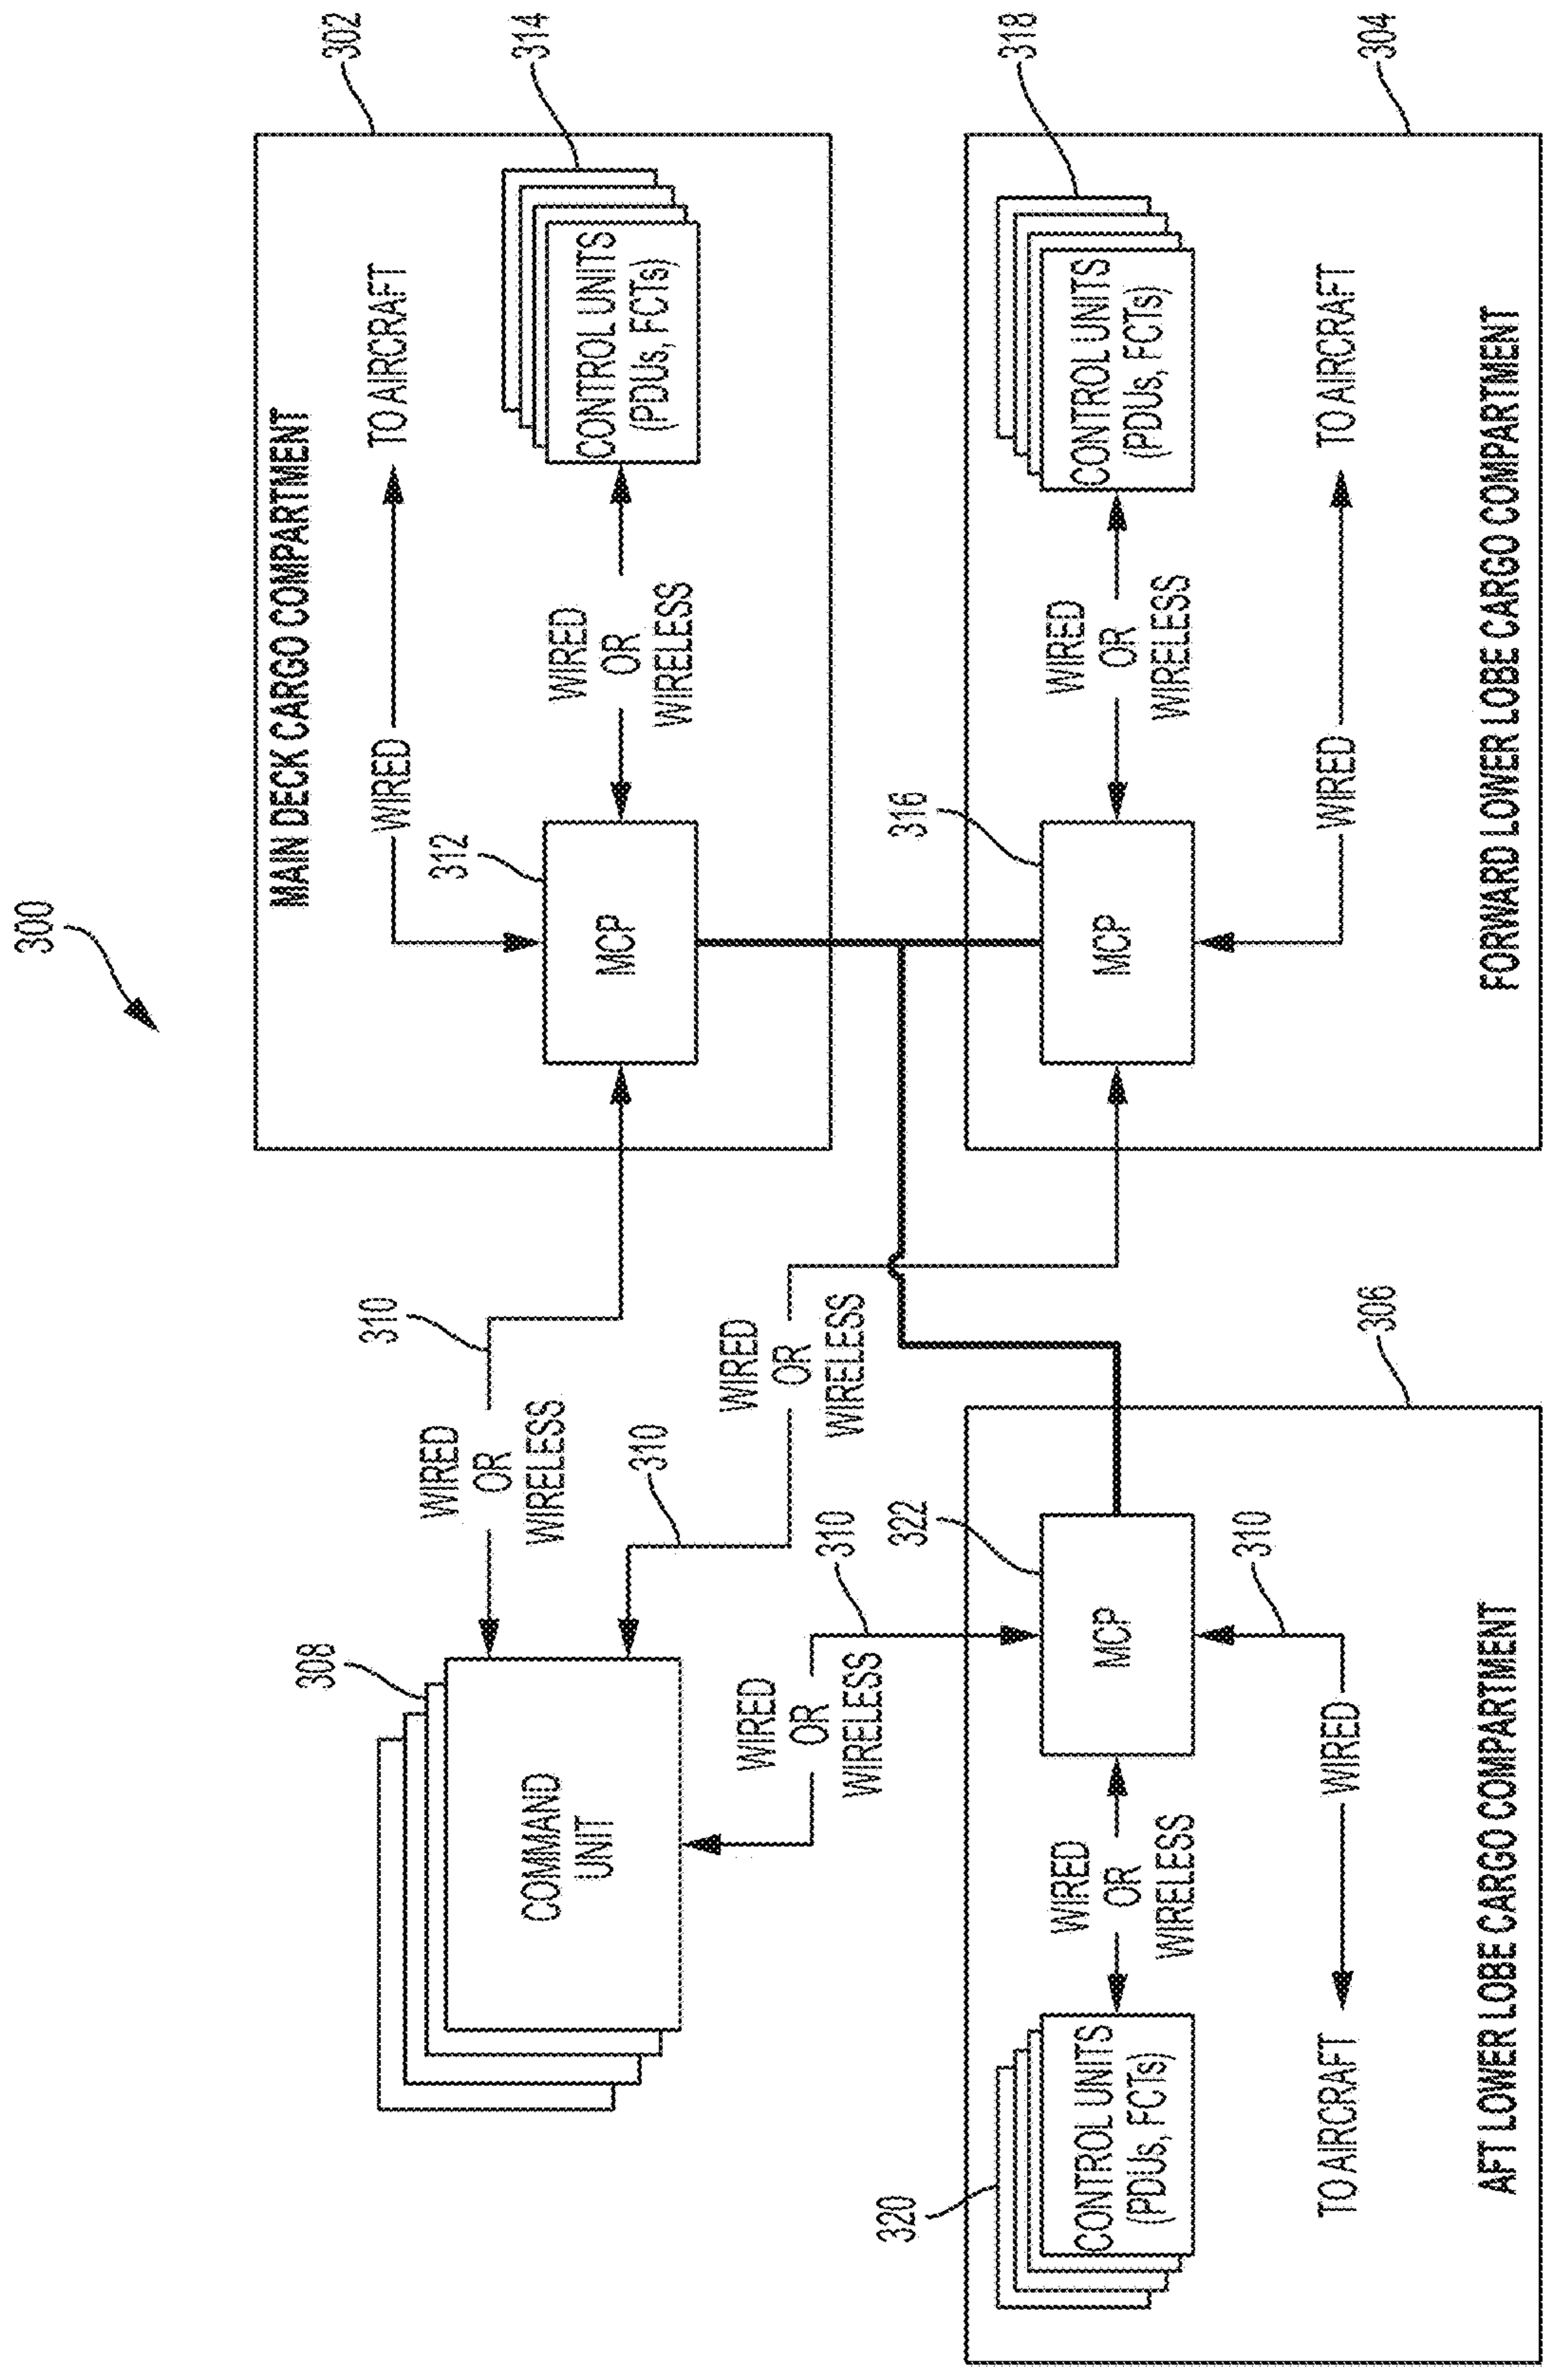 300
302
MAIN DECK CARGO COMPARTMENT
TO AIRCRAFT
WIRED
312
MCP
WIRED
OR
WIRELESS
314
CONTROL UNITS
(PDUs, FCTs)
310
WIRED
OR
WIRELESS
308
COMMAND
UNIT
310
WIRED
OR
WIRELESS
310
WIRED
OR
WIRELESS
304
316
MCP
WIRED
OR
WIRELESS
318
CONTROL UNITS
(PDUs, FCTs)
WIRED
TO AIRCRAFT
FORWARD LOWER LOBE CARGO COMPARTMENT
306
322
MCP
WIRED
OR
WIRELESS
320
CONTROL UNITS
(PDUs, FCTs)
310
WIRED
TO AIRCRAFT
AFT LOWER LOBE CARGO COMPARTMENT